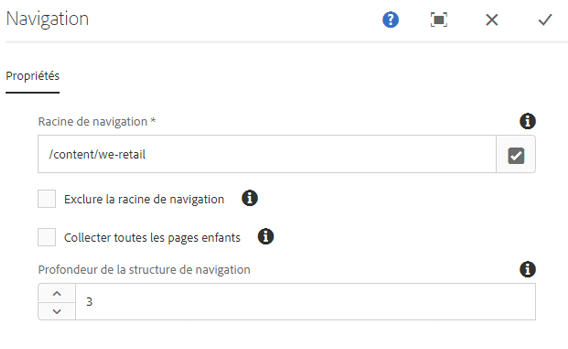 Navigation
Propriétés
Racine de navigation *
/content/we-retail
Exclure la racine de navigation
Collecter toutes les pages enfants
Profondeur de la structure de navigation
3